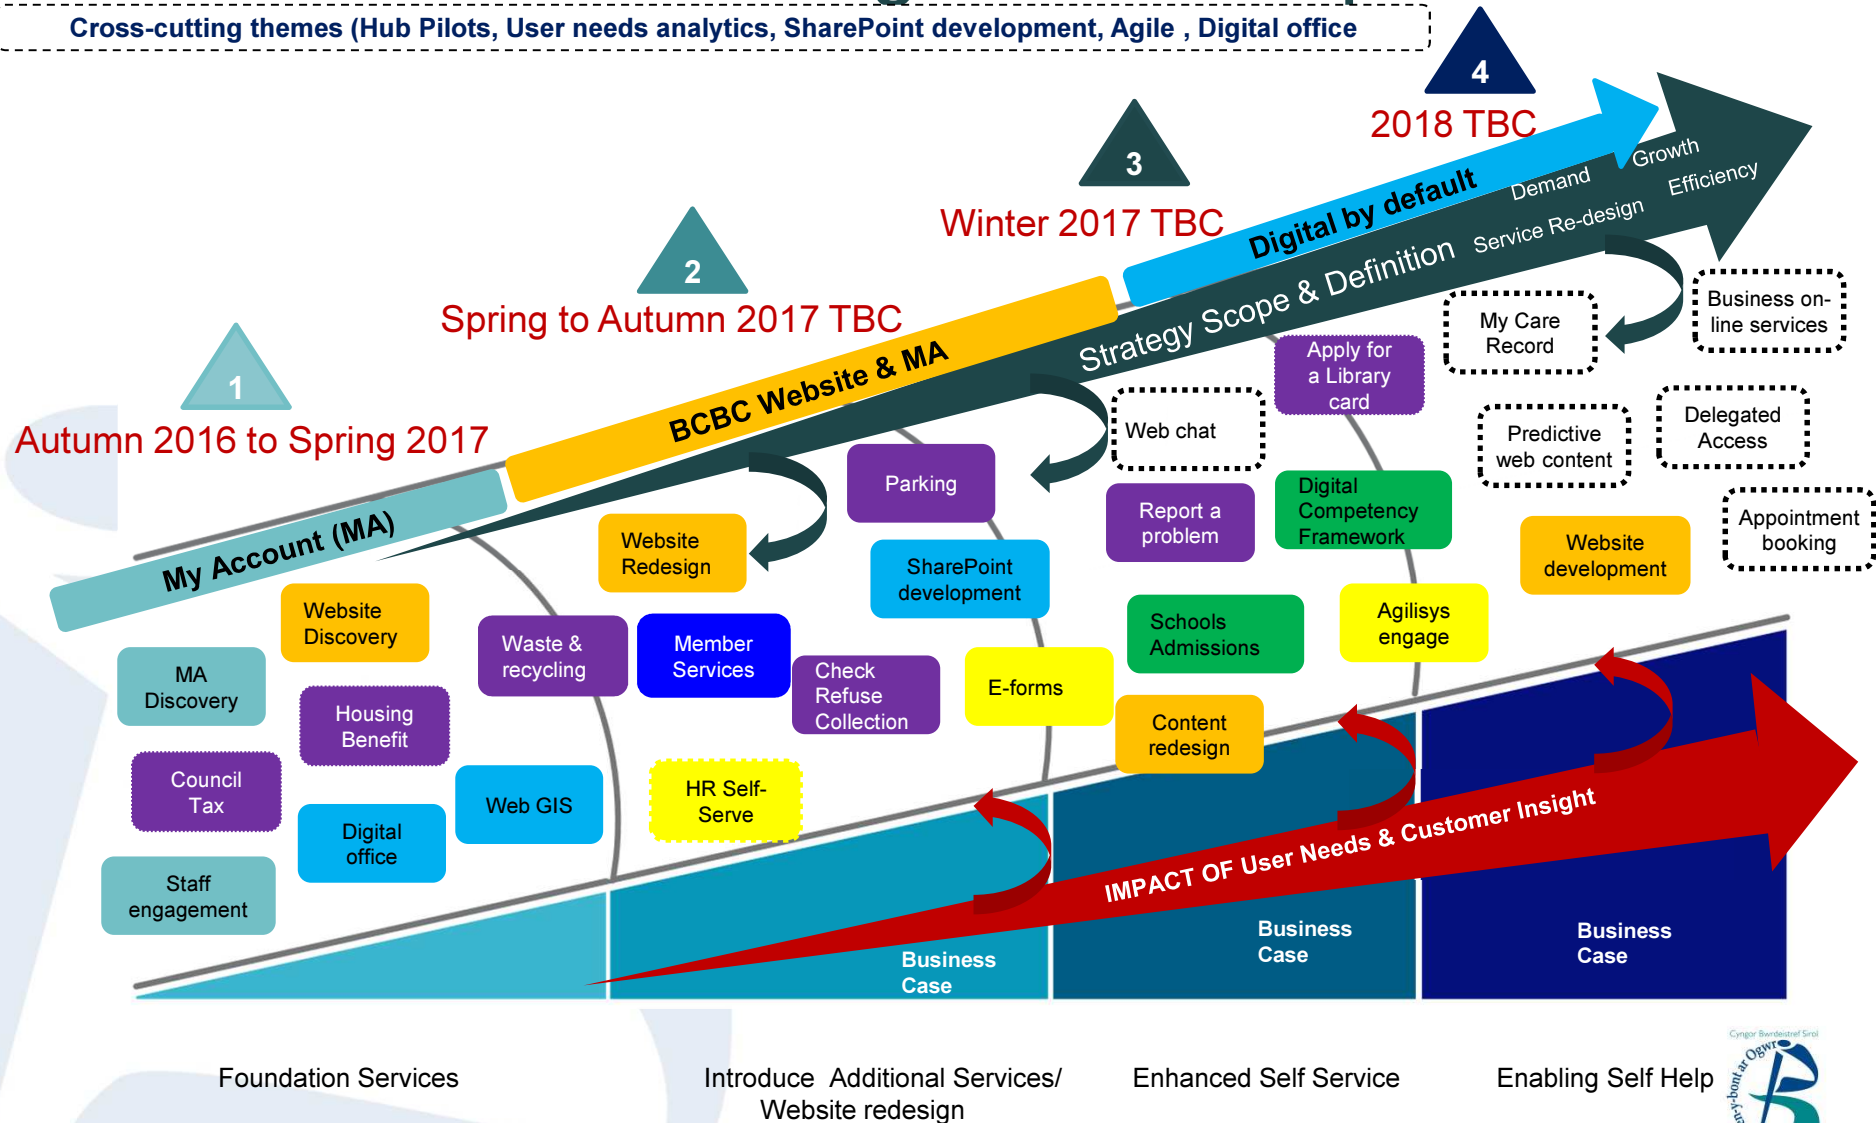 Cross-cutting themes (Hub Pilots, User needs analytics, SharePoint development, Agile , Digital office
4
2018 TBC
3
Winter 2017 TBC
2
Spring to Autumn 2017 TBC
1
Autumn 2016 to Spring 2017
My Account (MA)
BCBC Website & MA
Digital by default
Strategy Scope & Definition
Service Re-design
Demand
Growth
Efficiency
Business on-
line services
My Care
Record
Apply for
a Library
card
Web chat
Predictive
web content
Delegated
Access
Parking
Report a
problem
Digital
Competency
Framework
Appointment
booking
Website
Redesign
SharePoint
development
Website
development
Website
Discovery
Waste &
recycling
Member
Services
Schools
Admissions
Agilisys
engage
MA
Discovery
Check
Refuse
Collection
E-forms
Housing
Benefit
Content
redesign
Council
Tax
Web GIS
HR Self-
Serve
Digital
office
Staff
engagement
IMPACT OF User Needs & Customer Insight
Business
Case
Business
Case
Business
Case
Foundation Services
Introduce  Additional Services/
Website redesign
Enhanced Self Service
Enabling Self Help
Cyngor Bwrdeistref Sirol
ar Ogwr